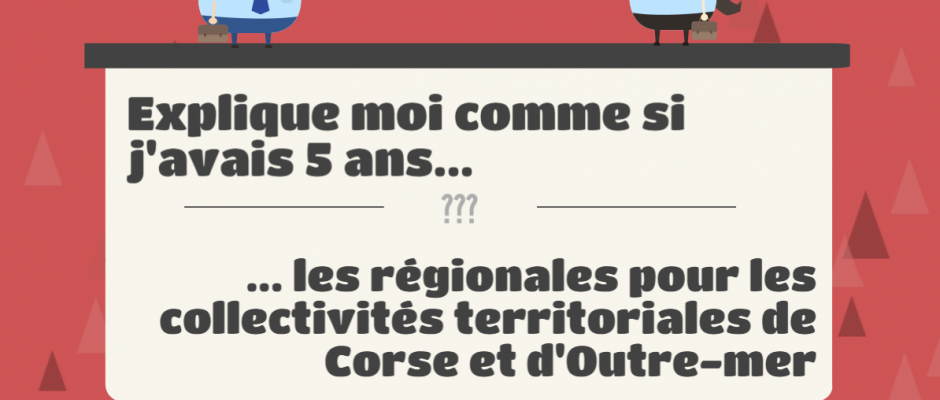 Explique moi comme si
j'avais 5 ans...
???
... les régionales pour les
collectivités territoriales de
Corse et d'Outre-mer